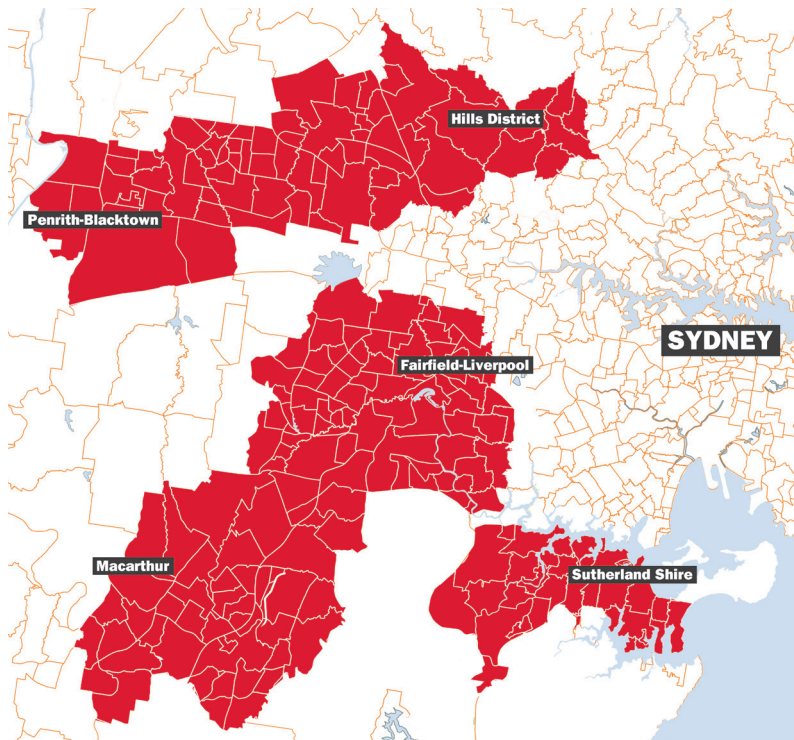 Hills District
Penrith-Blacktown
SYDNEY
Fairfield-Liverpool
Macarthur
Sutherland Shire